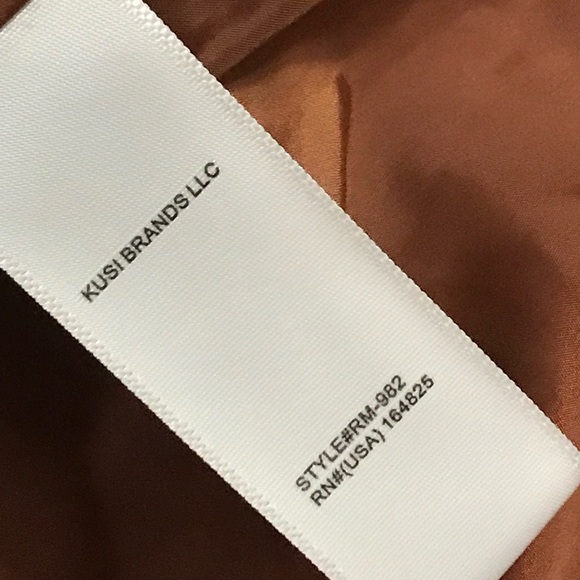 KUSI BRANDS LLC
STYLE#RM-982
RN#(USA) 164825